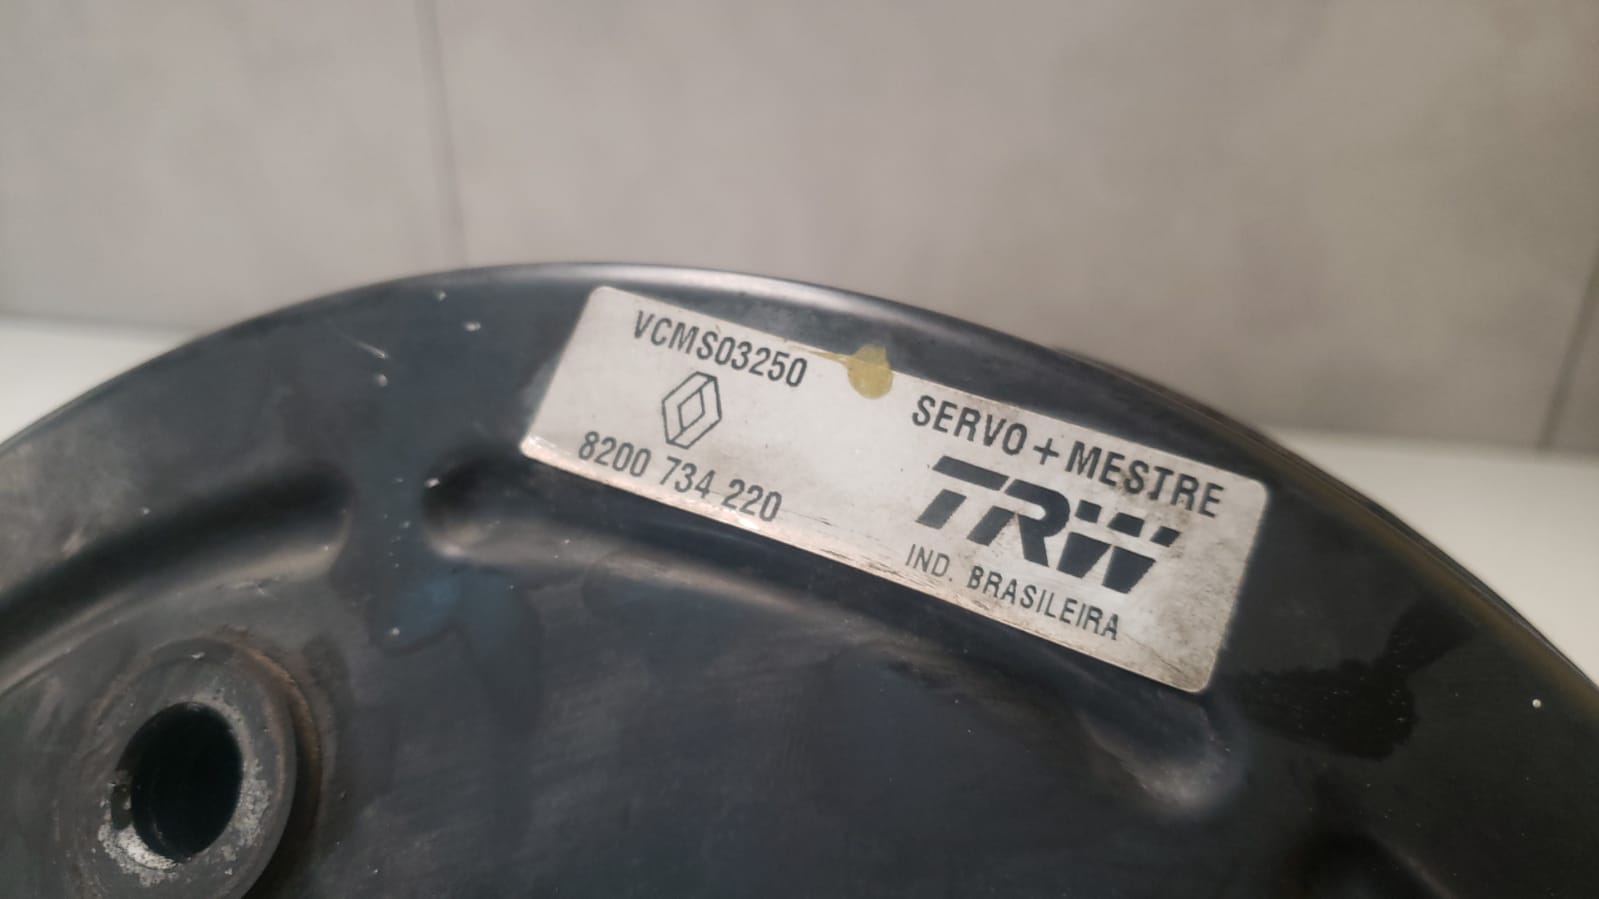 VCMS03250
8200 734 220
SERVO + MESTRE
TRW
IND. BRASILEIRA